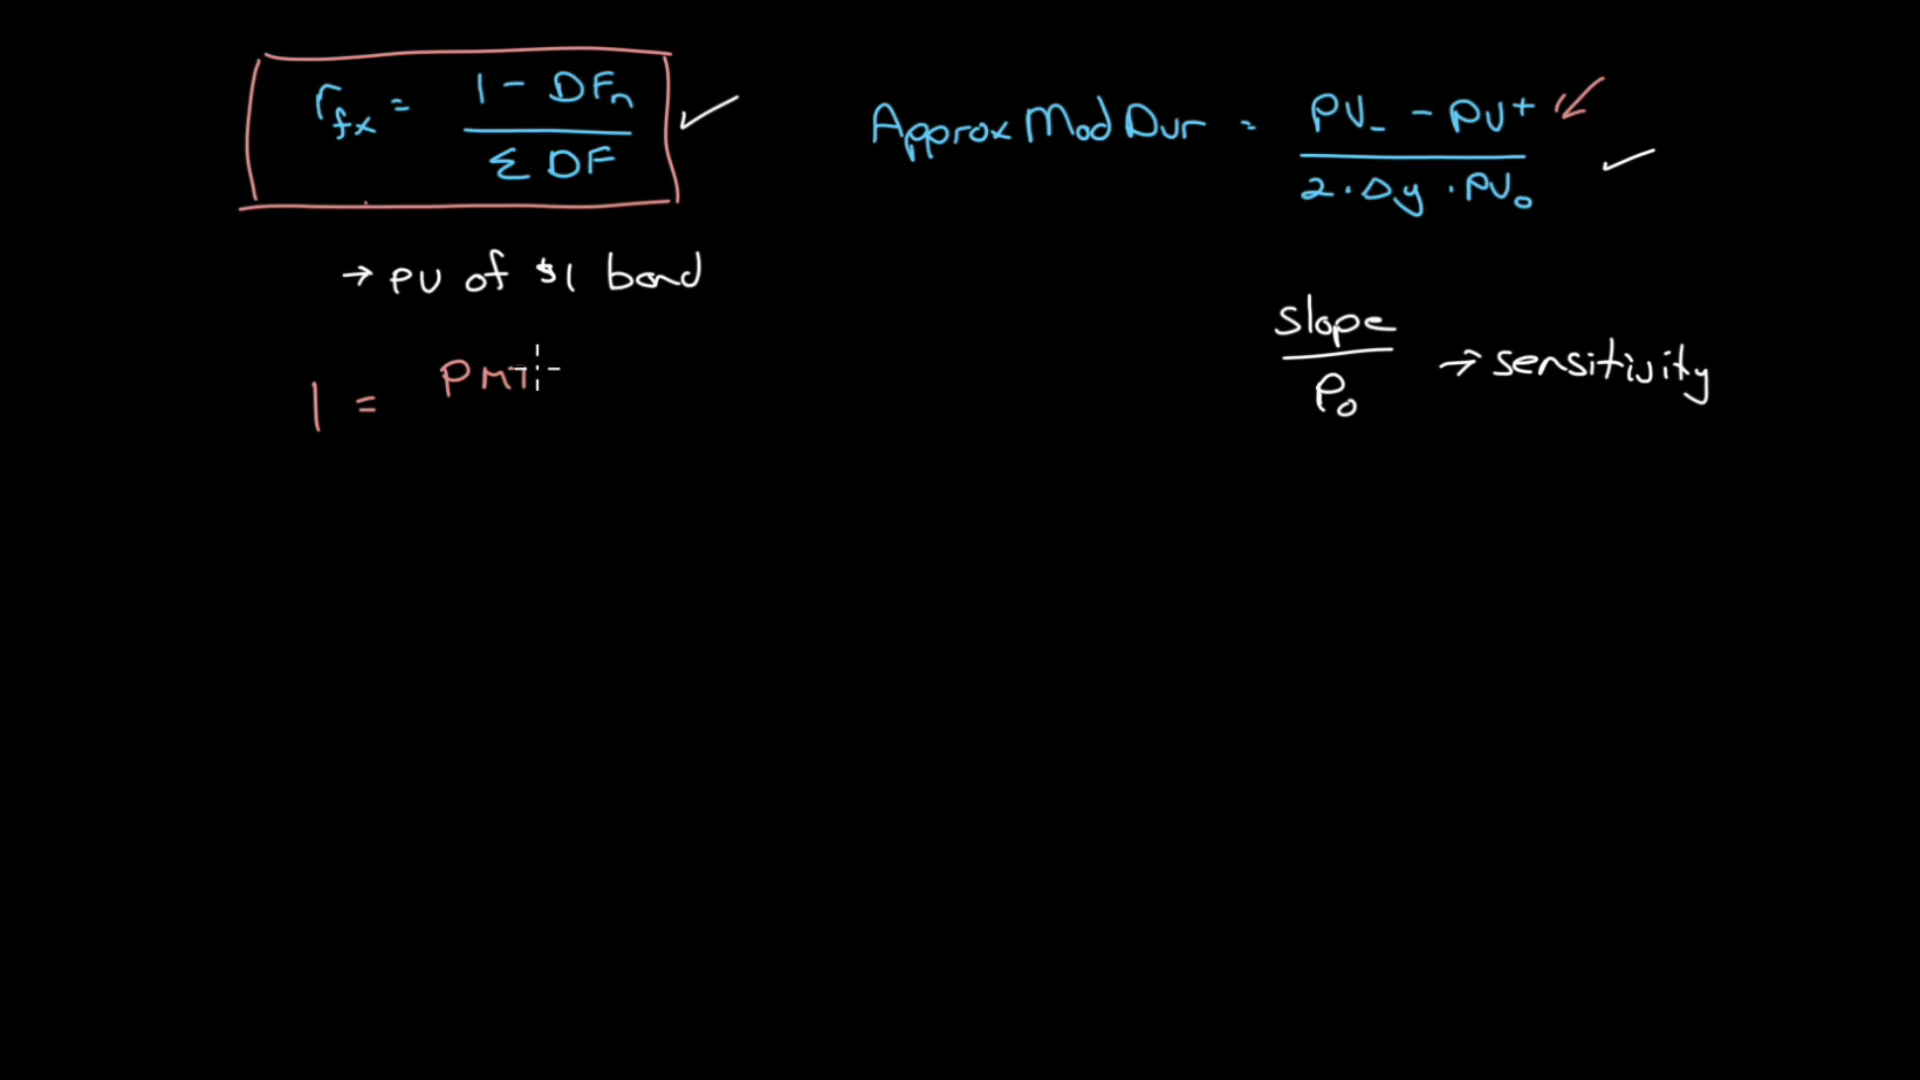 r_fx = 1 - DF_n / Σ DF
→ PV of $1 bond
1 = PMT
Approx Mod Dur = PV_- - PV+ / 2 · Δy · PV_0
Slope / P_0 → sensitivity